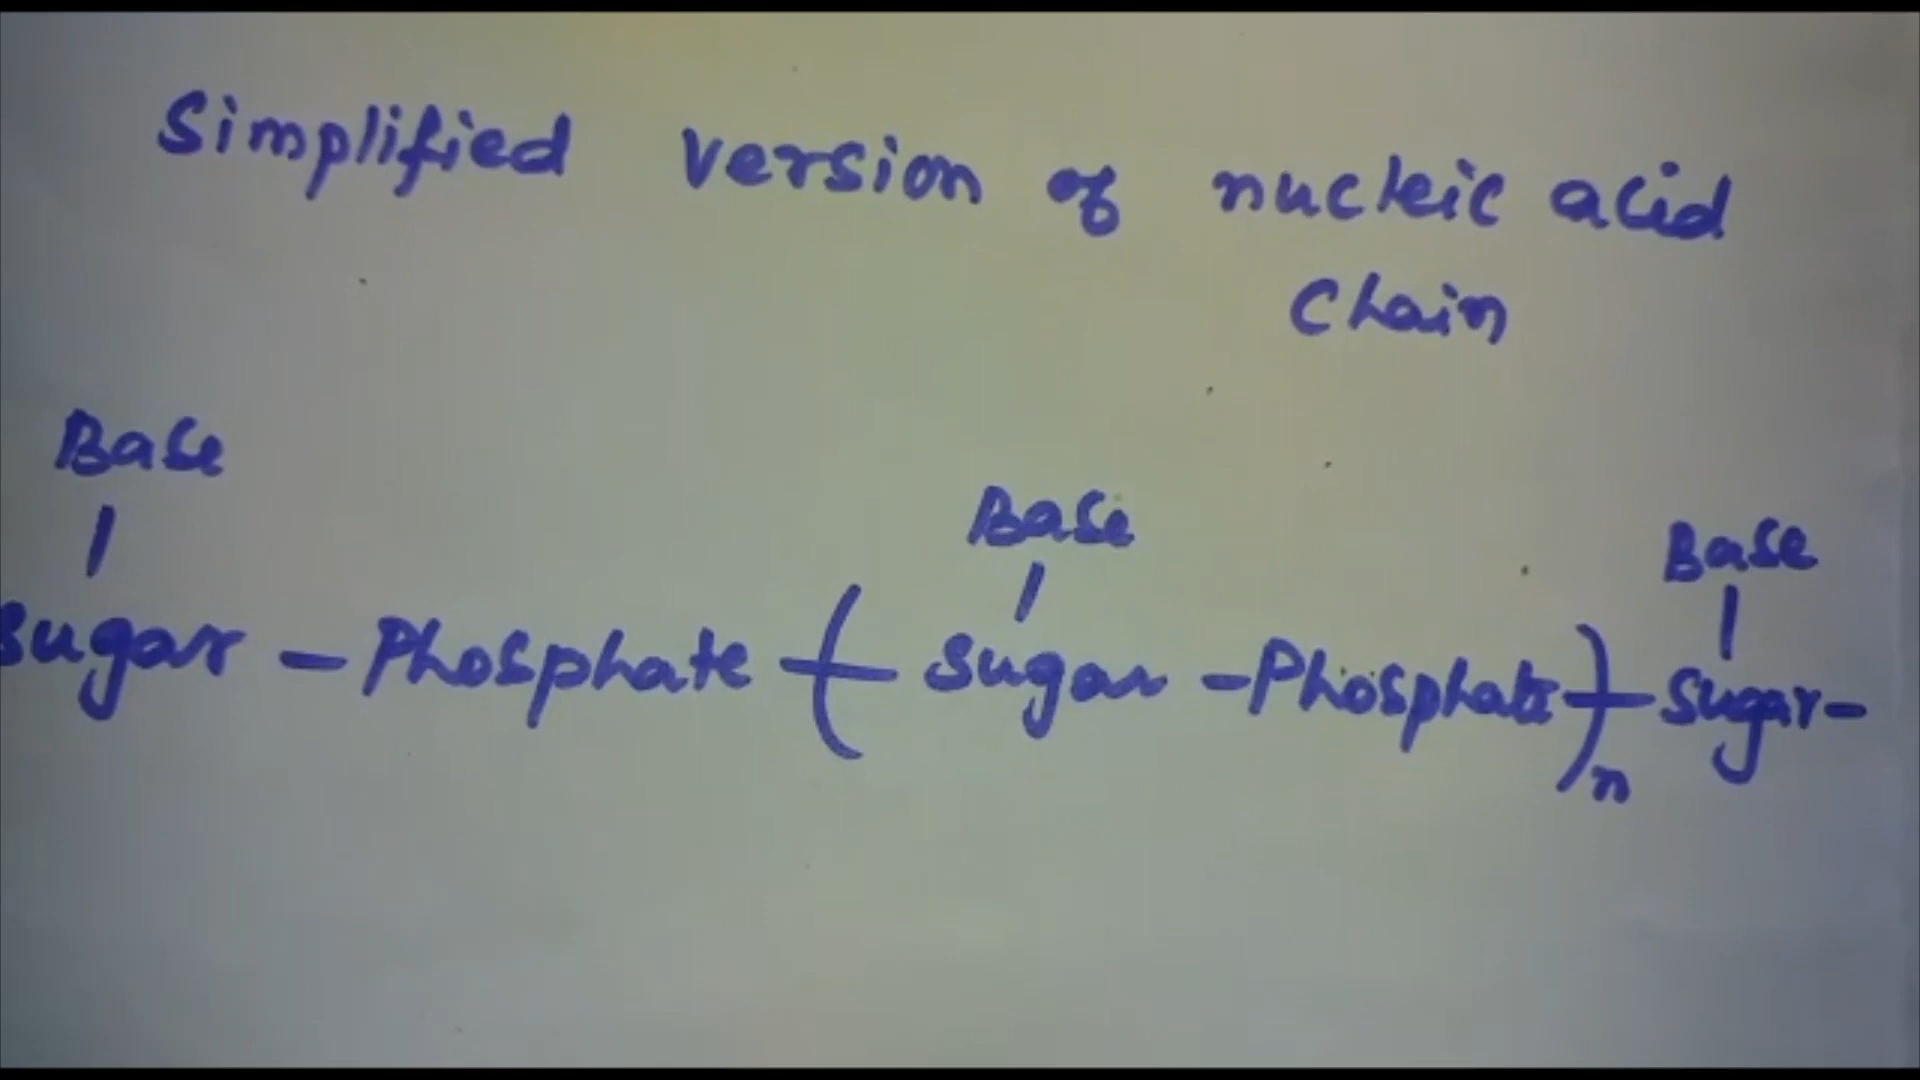 Simplified version of nucleic acid
Chain
Base Base Base
Sugar - Phosphate ( Sugar - Phosphate )n Sugar -